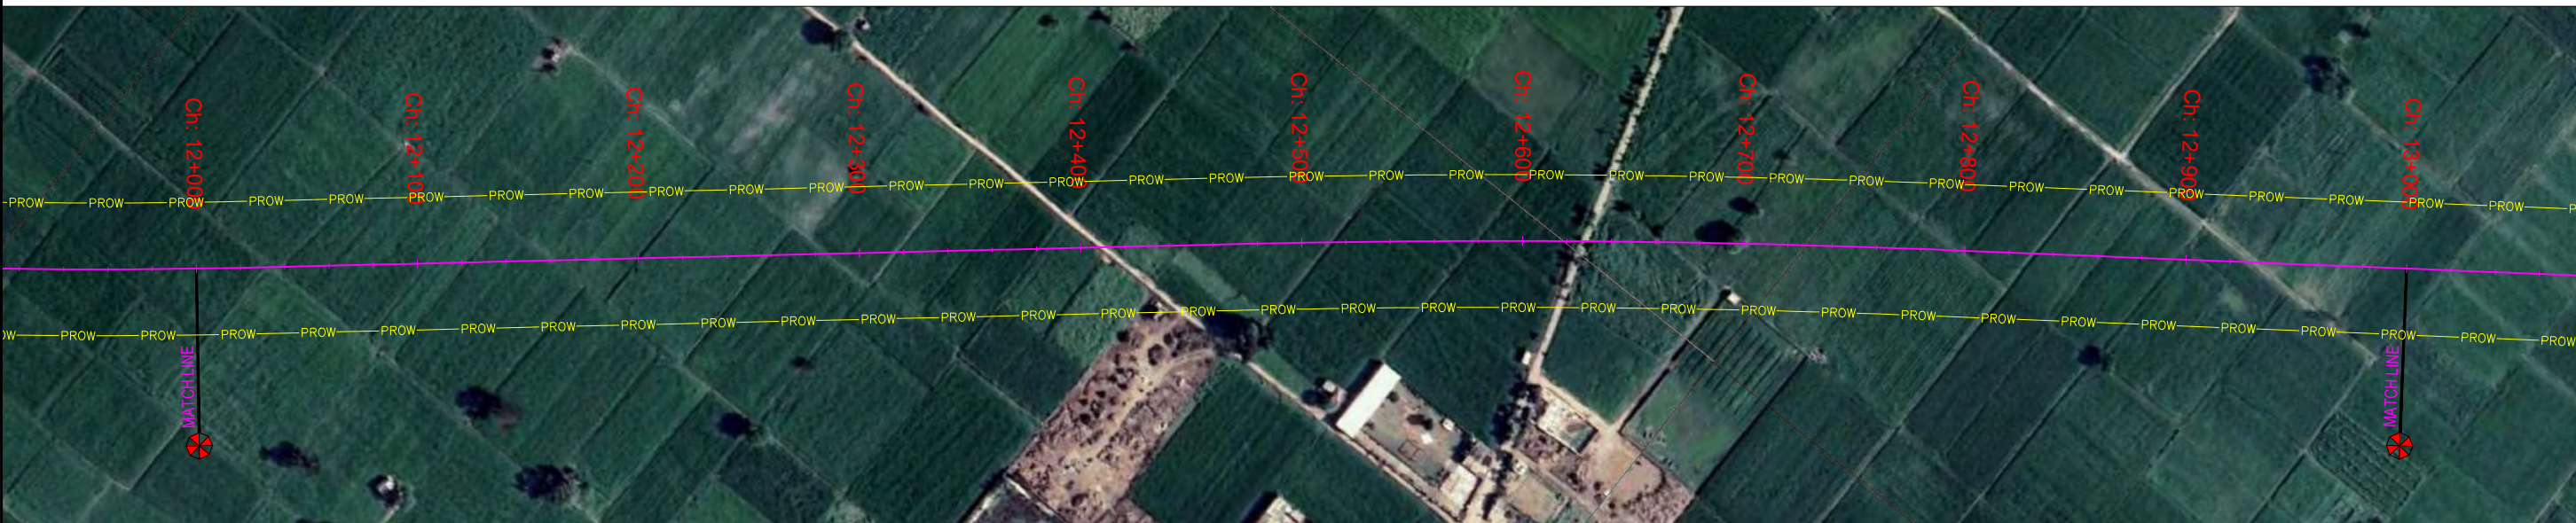 Ch: 12+000
Ch: 12+100
Ch: 12+200
Ch: 12+300
Ch: 12+400
Ch: 12+500
Ch: 12+600
Ch: 12+700
Ch: 12+800
Ch: 12+900
Ch: 13+000
PROW PROW PROW PROW PROW PROW PROW PROW PROW PROW PROW PROW PROW PROW PROW PROW PROW PROW PROW PROW PROW PROW PROW PROW PROW PROW PROW PROW PROW PROW PROW PROW P
OW PROW PROW PROW PROW PROW PROW PROW PROW PROW PROW PROW PROW PROW PROW PROW PROW PROW PROW PROW PROW PROW PROW PROW PROW PROW PROW PROW PROW PROW PROW PROW PROW
MATCH LINE
MATCH LINE